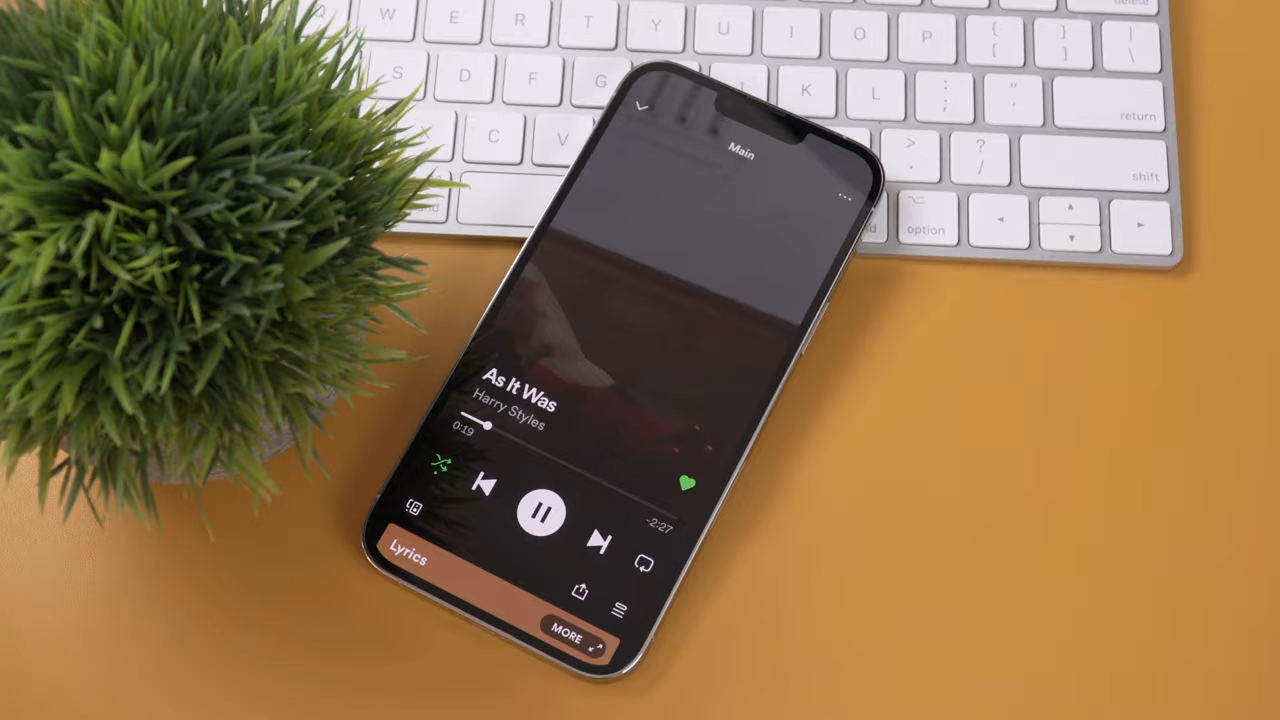 Q W E R T Y U I O P { [ } ] | \
delete
S D F G J K L : ; " ' return
X C V > . ? / shift
option
Main
As It Was
Harry Styles
0:19
-2:27
Lyrics
MORE